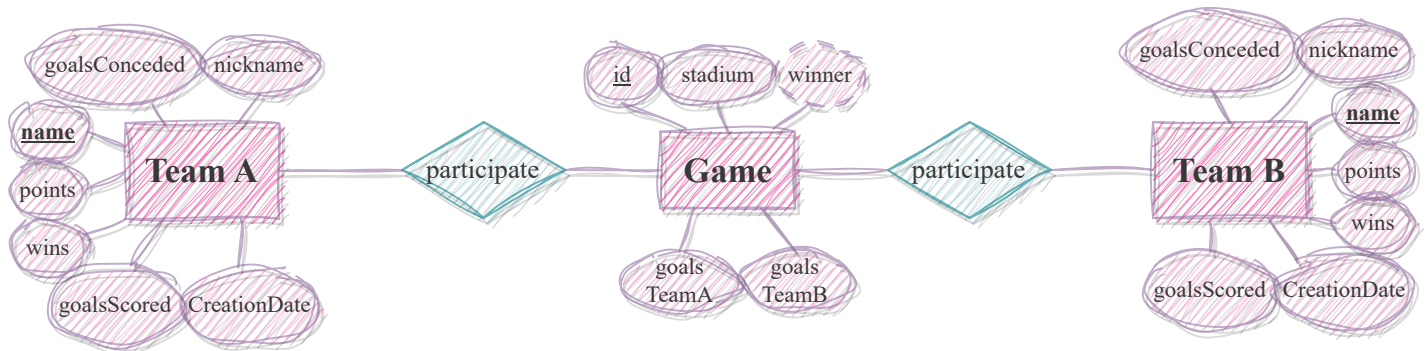 goalsConceded
nickname
name
points
wins
Team A
goalsScored
CreationDate
participate
id
stadium
winner
Game
goals
TeamA
goals
TeamB
participate
goalsConceded
nickname
name
points
wins
Team B
goalsScored
CreationDate